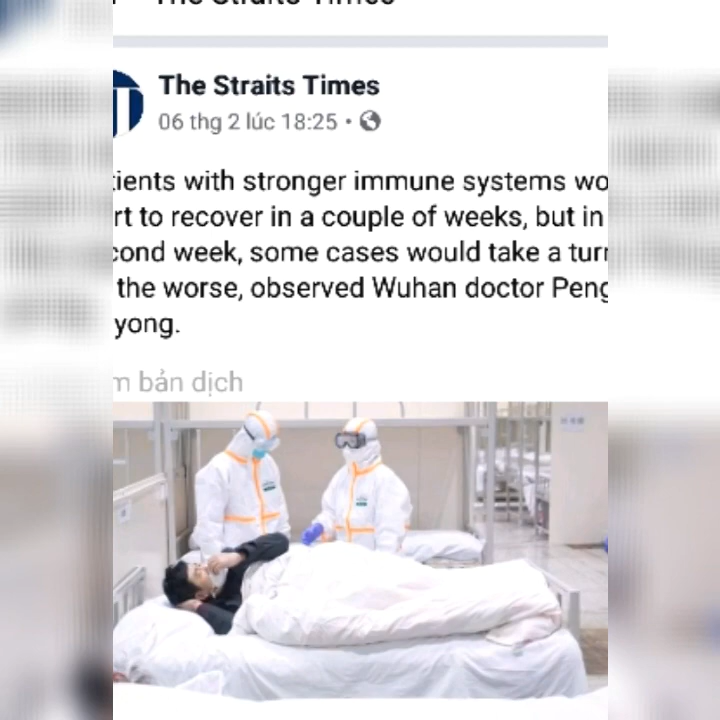 The Straits Times
06 thg 2 lúc 18:25 •
tients with stronger immune systems wo
rt to recover in a couple of weeks, but in
cond week, some cases would take a turn
the worse, observed Wuhan doctor Peng
yong.
m bản dịch